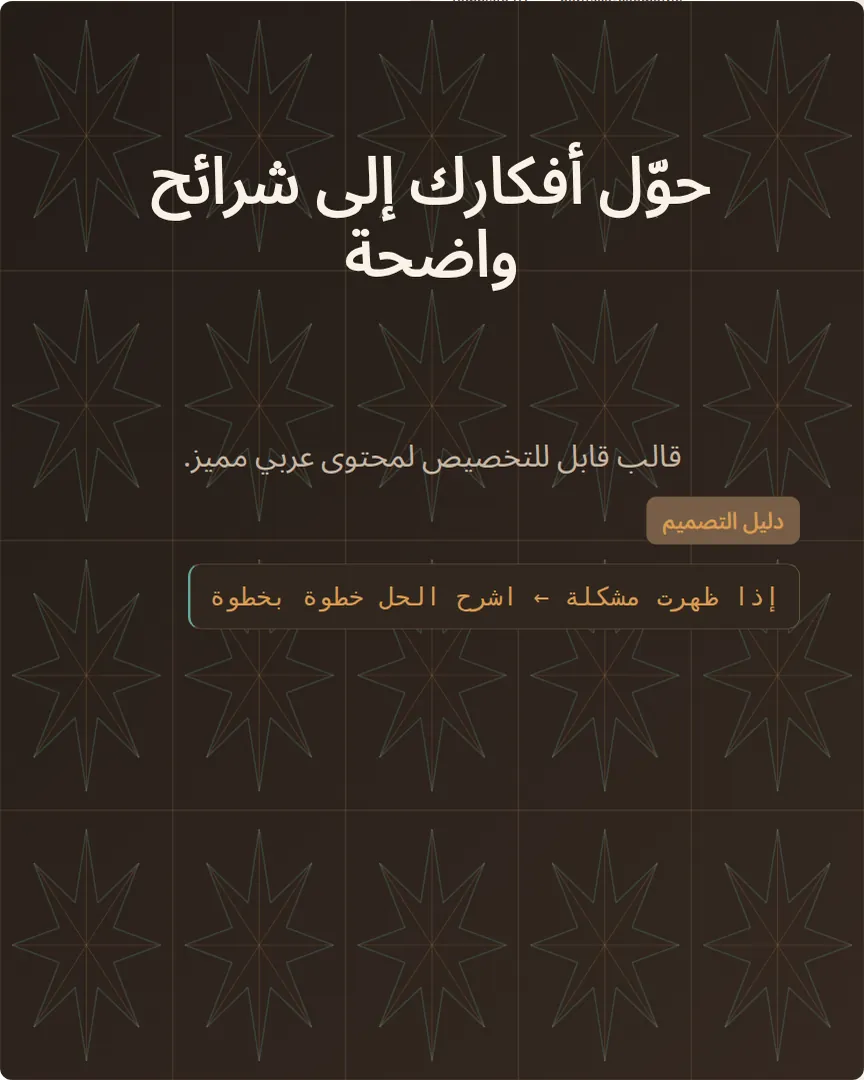 حوّل أفكارك إلى شرائح
واضحة
قالب قابل للتخصيص لمحتوى عربي مميز.
دليل التصميم
إذا ظهرت مشكلة ← اشرح الحل خطوة بخطوة